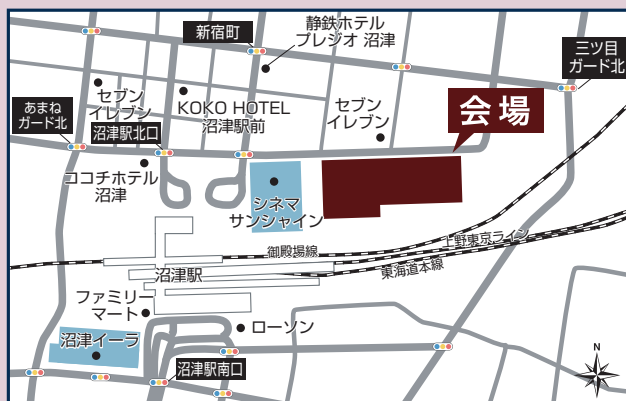 新宿町
静鉄ホテル
プレジオ 沼津
三ツ目
ガード北
セブン
イレブン
KOKO HOTEL
沼津駅前
セブン
イレブン
会場
あまね
ガード北
沼津駅北口
ココチホテル
沼津
シネマ
サンシャイン
御殿場線
上野東京ライン
東海道本線
沼津駅
ファミリー
マート
ローソン
沼津イーラ
沼津駅南口
N